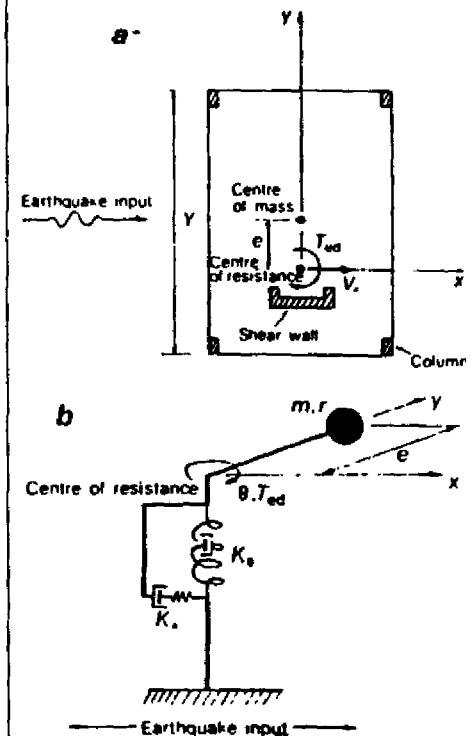 a-
Y
Earthquake input
Y
Centre
of mass
e
T_ed
Centre
of resistance
V_x
x
Shear wall
Column
b
m,r
Y
e
x
Centre of resistance
θ.T_ed
K_θ
K_x
Earthquake input